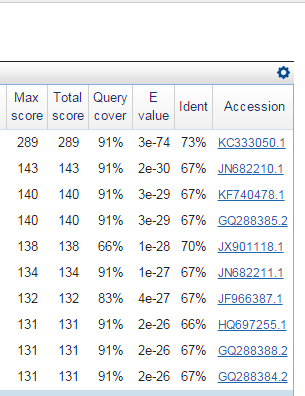 Max score Total score Query cover E value Ident Accession
289 289 91% 3e-74 73% KC333050.1
143 143 91% 2e-30 67% JN682210.1
140 140 91% 3e-29 67% KF740478.1
140 140 91% 3e-29 67% GQ288385.2
138 138 66% 1e-28 70% JX901118.1
134 134 91% 1e-27 67% JN682211.1
132 132 83% 4e-27 67% JF966387.1
131 131 91% 2e-26 66% HQ697255.1
131 131 91% 2e-26 67% GQ288388.2
131 131 91% 2e-26 67% GQ288384.2